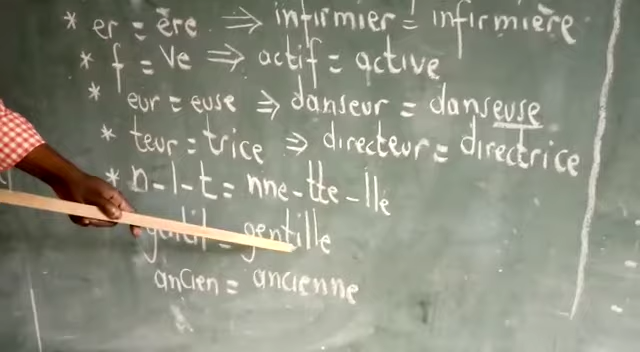 * er = ère ⇒ infirmier = infirmière
* f = ve ⇒ actif = active
* eur = euse ⇒ danseur = danseuse
* teur = trice ⇒ directeur = directrice
* n-l-t = nne-tte-lle
= gentille
ancien = ancienne